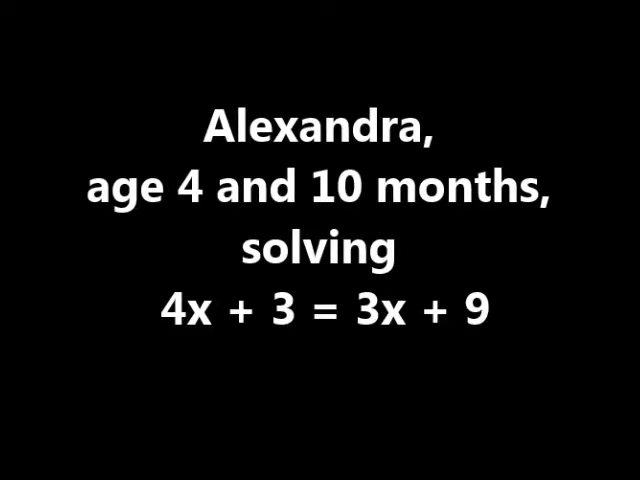 Alexandra,
age 4 and 10 months,
solving
4x + 3 = 3x + 9